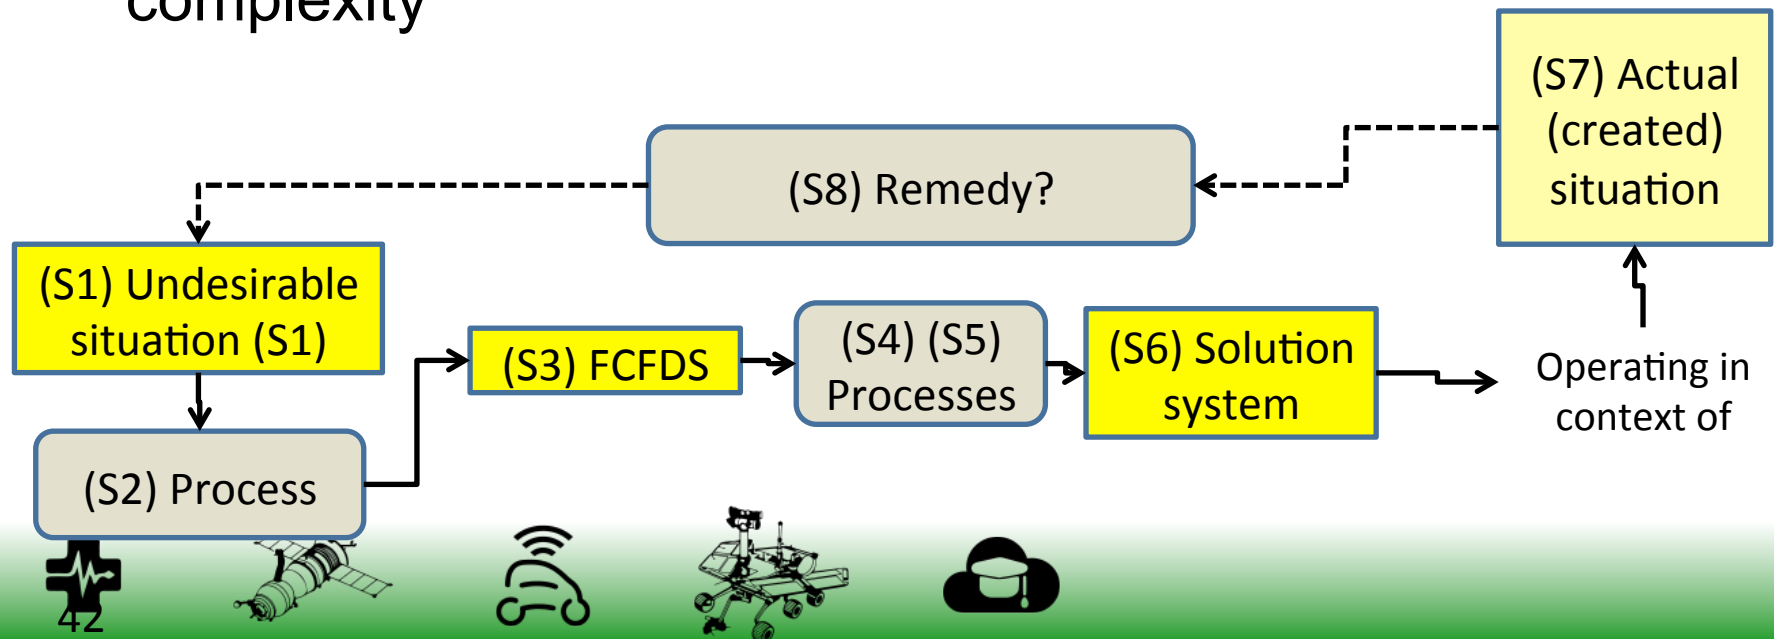 complexity
(S7) Actual
(created)
situation
(S8) Remedy?
(S1) Undesirable
situation (S1)
(S3) FCFDS
(S4) (S5)
Processes
(S6) Solution
system
Operating in
context of
(S2) Process
42